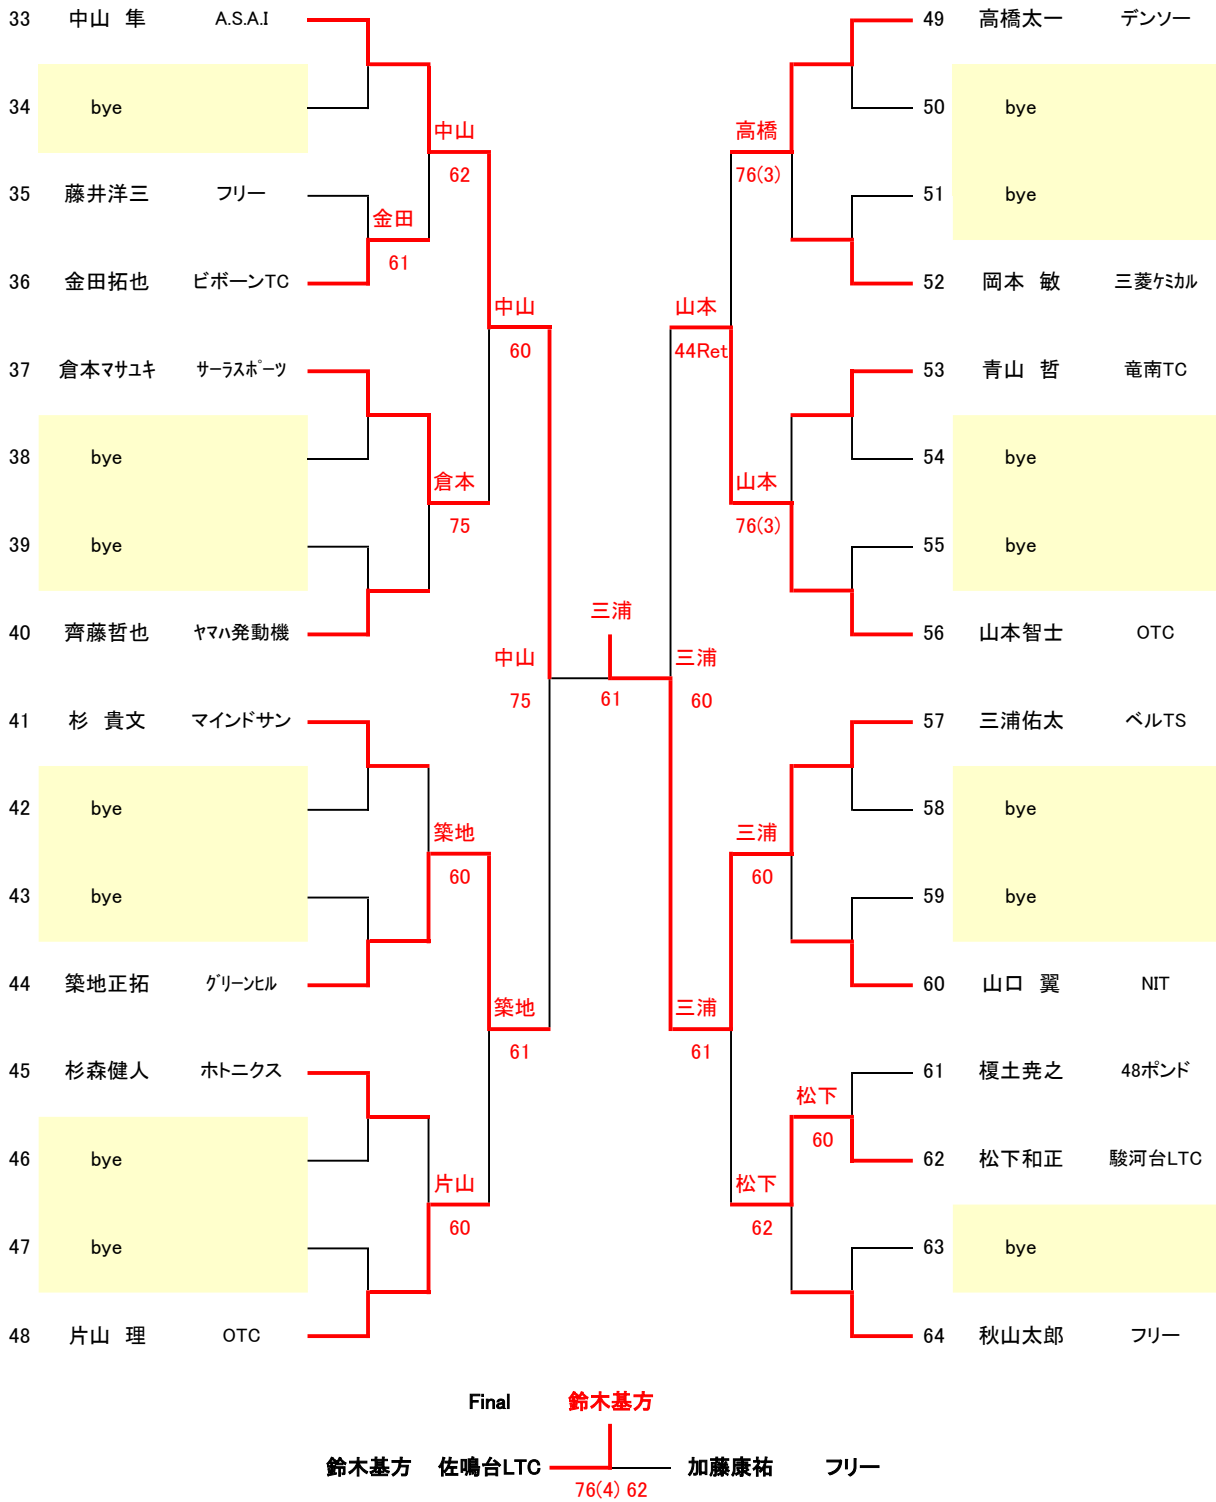 33 中山 隼 A.S.A.I
34 bye
中山
62
35 藤井洋三 フリー
金田
61
36 金田拓也 ビボーンTC
中山
60
37 倉本マサユキ サーラスポーツ
38 bye
倉本
75
39 bye
40 齊藤哲也 ヤマハ発動機
中山
75
41 杉 貴文 マインドサン
42 bye
築地
60
43 bye
44 築地正拓 グリーンヒル
築地
61
45 杉森健人 ホトニクス
46 bye
片山
60
47 bye
48 片山 理 OTC
三浦
61
49 高橋太一 デンソー
50 bye
高橋
76(3)
51 bye
52 岡本 敏 三菱ケミカル
山本
44Ret
53 青山 哲 竜南TC
54 bye
山本
76(3)
55 bye
56 山本智士 OTC
三浦
60
57 三浦佑太 ベルTS
58 bye
三浦
60
59 bye
60 山口 翼 NIT
三浦
61
61 榎土尭之 48ポンド
松下
60
62 松下和正 駿河台LTC
松下
62
63 bye
64 秋山太郎 フリー
Final 鈴木基方
鈴木基方 佐鳴台LTC 加藤康祐 フリー
76(4) 62